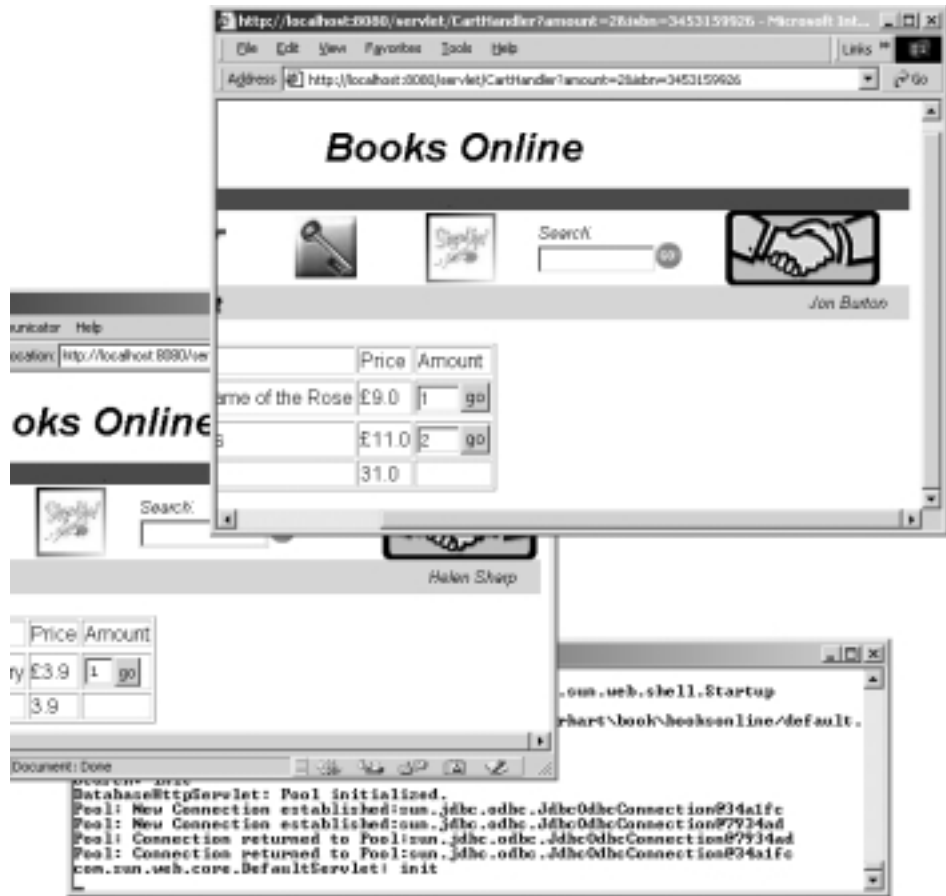 http://localhost:8080/servlet/CartHandler?amount=2&isbn=3453159926 - Microsoft Int...
File Edit View Favorites Tools Help
Links »
Address http://localhost:8080/servlet/CartHandler?amount=2&isbn=3453159926
Go
Books Online
Search:
GO
Jon Burton
Price Amount
ame of the Rose £9.0 1 go
s £11.0 2 go
31.0
municator Help
ocation: http://localhost:8080/ser
oks Online
Search:
Helen Sharp
Price Amount
ry £3.9 1 go
3.9
Document: Done
.sun.web.shell.Startup
rhart\book\booksonline/default.
Search: init
DatabaseHttpServlet: Pool initialized.
Pool: New Connection established:sun.jdbc.odbc.JdbcOdbcConnection@34a1fc
Pool: New Connection established:sun.jdbc.odbc.JdbcOdbcConnection@7934ad
Pool: Connection returned to Pool:sun.jdbc.odbc.JdbcOdbcConnection@7934ad
Pool: Connection returned to Pool:sun.jdbc.odbc.JdbcOdbcConnection@34a1fc
com.sun.web.core.DefaultServlet: init